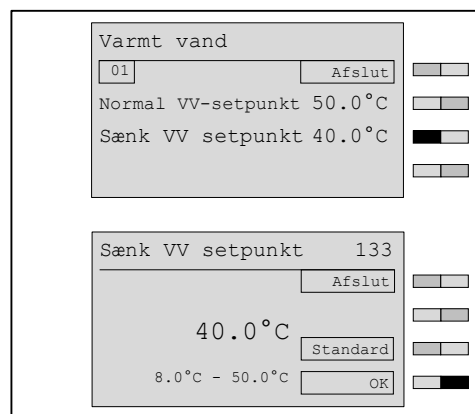 Varmt vand
01 Afslut
Normal VV-setpunkt 50.0°C
Sænk VV setpunkt 40.0°C
Sænk VV setpunkt 133
Afslut
40.0°C
Standard
8.0°C - 50.0°C OK